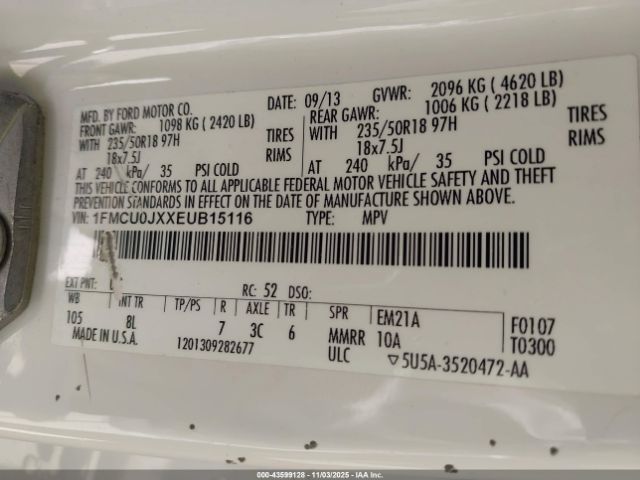 MFD. BY FORD MOTOR CO. DATE: 09/13 GVWR: 2096 KG ( 4620 LB)
FRONT GAWR: 1098 KG ( 2420 LB) REAR GAWR: 1006 KG ( 2218 LB)
WITH 235/50R18 97H TIRES WITH 235/50R18 97H TIRES
18x7.5J RIMS 18x7.5J RIMS
AT 240 kPa/ 35 PSI COLD AT 240 kPa/ 35 PSI COLD
THIS VEHICLE CONFORMS TO ALL APPLICABLE FEDERAL MOTOR VEHICLE SAFETY AND THEFT
PREVENTION STANDARDS IN EFFECT ON THE DATE OF MANUFACTURE SHOWN ABOVE.
VIN: 1FMCU0JXXEUB15116 TYPE: MPV
EXT PNT: RC: 52 DSO:
WB INT TR TP/PS R AXLE TR SPR EM21A F0107
105 8L 7 3C 6 MMRR 10A T0300
MADE IN U.S.A. 1201309282677 ULC ▽5U5A-3520472-AA
000-43599128 - 11/03/2025 - IAAI.com